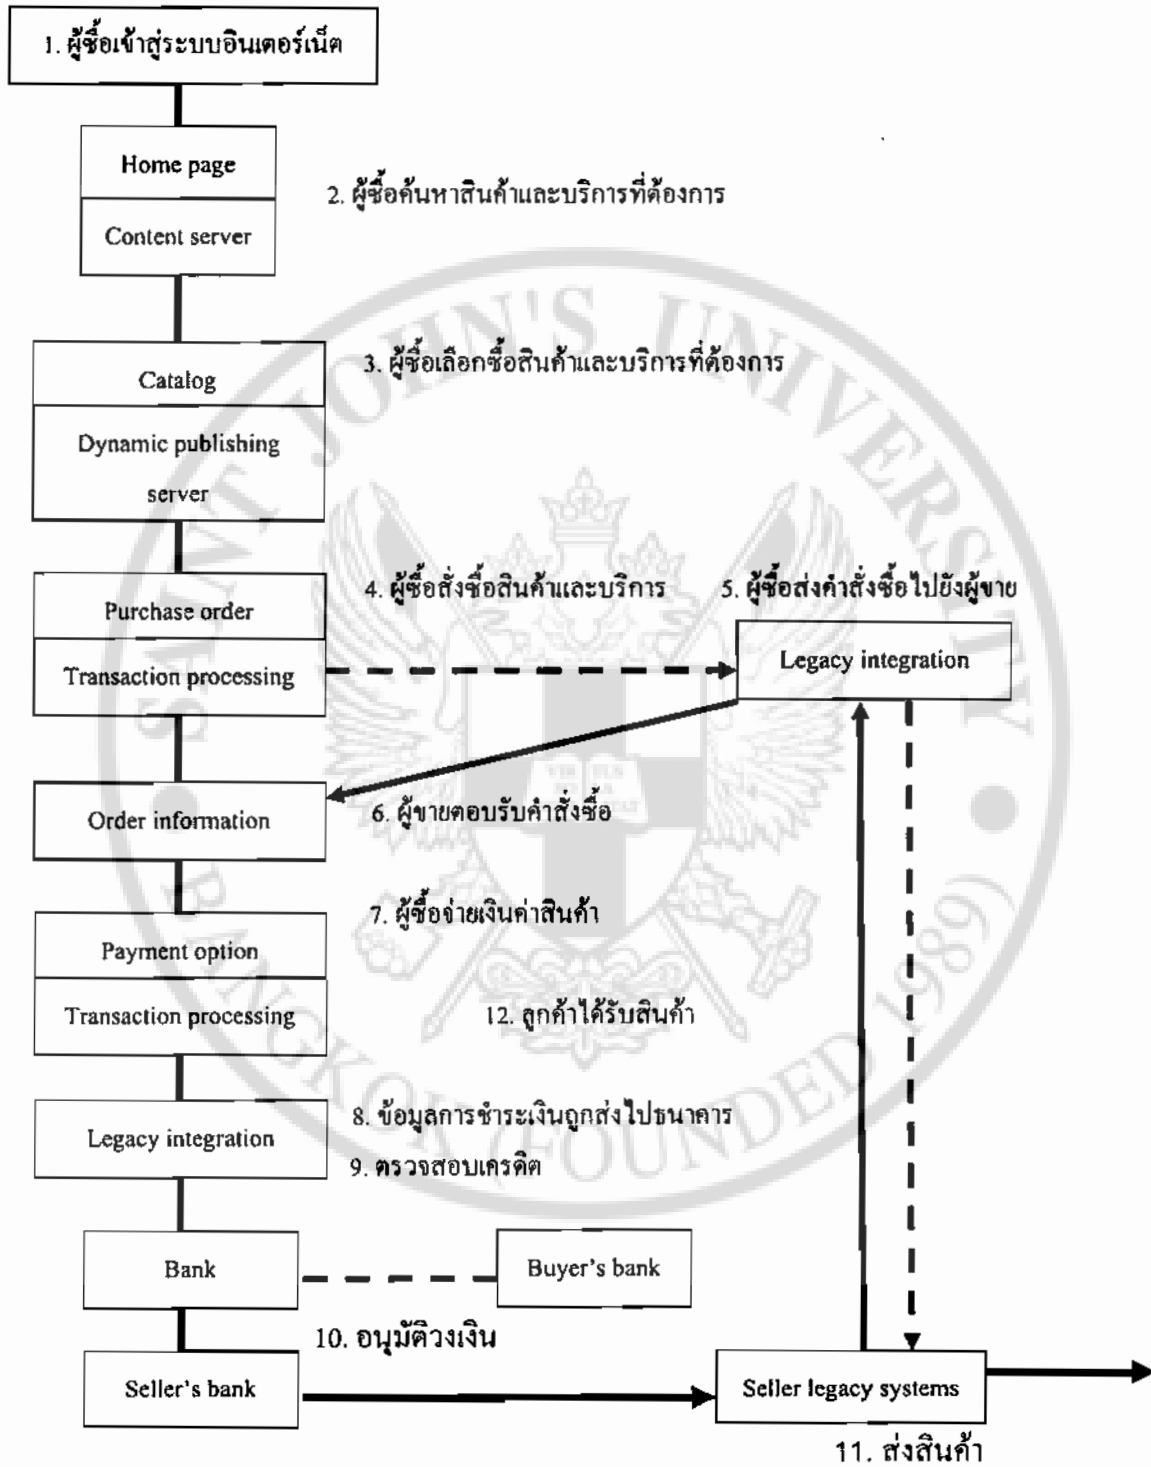 1. ผู้ซื้อเข้าสู่ระบบอินเตอร์เน็ต
Home page
2. ผู้ซื้อค้นหาสินค้าและบริการที่ต้องการ
Content server
3. ผู้ซื้อเลือกซื้อสินค้าและบริการที่ต้องการ
Catalog
Dynamic publishing
server
4. ผู้ซื้อสั่งซื้อสินค้าและบริการ
5. ผู้ซื้อส่งคำสั่งซื้อไปยังผู้ขาย
Purchase order
Transaction processing
Legacy integration
Order information
6. ผู้ขายตอบรับคำสั่งซื้อ
7. ผู้ซื้อจ่ายเงินค่าสินค้า
Payment option
Transaction processing
12. ลูกค้าได้รับสินค้า
8. ข้อมูลการชำระเงินถูกส่งไปธนาคาร
Legacy integration
9. ตรวจสอบเครดิต
Bank
Buyer's bank
10. อนุมัติวงเงิน
Seller's bank
Seller legacy systems
11. ส่งสินค้า
SAINT JOHN'S UNIVERSITY
BANGKOK (FOUNDED 1989)